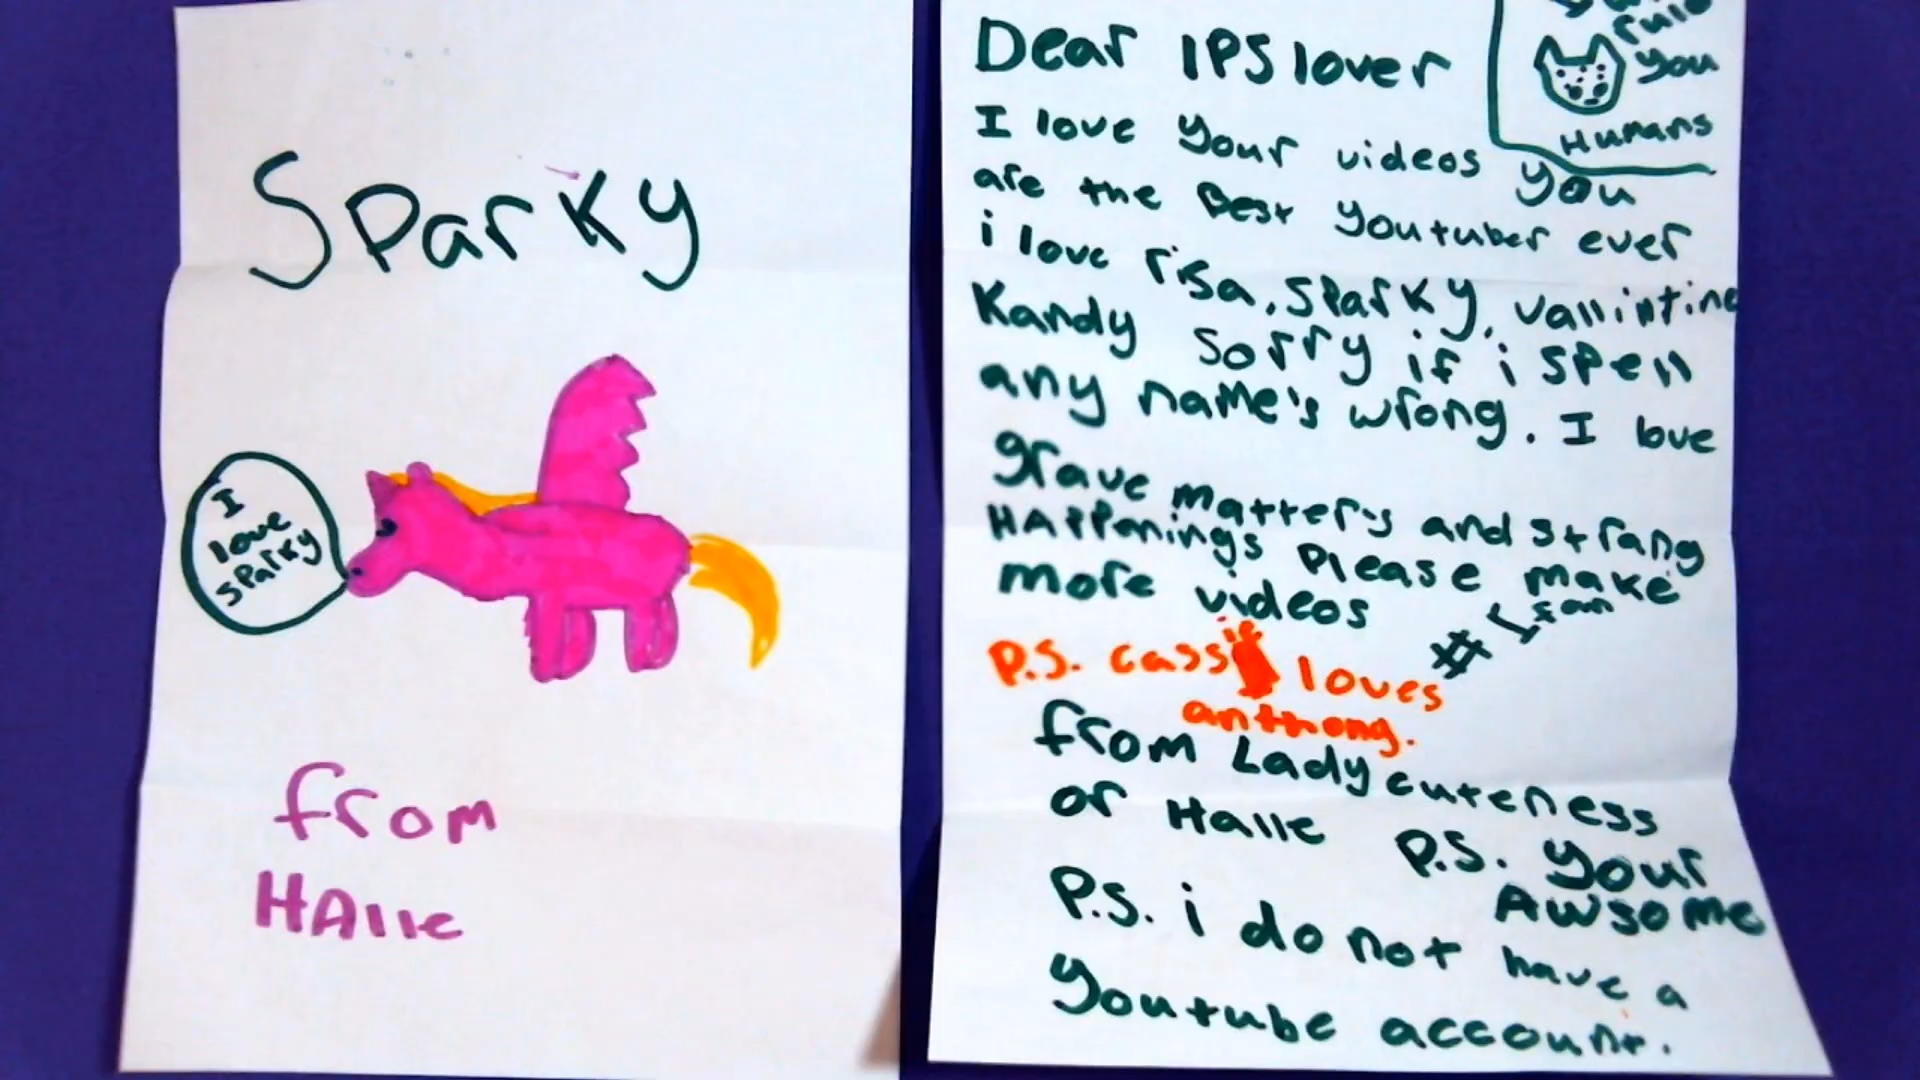 Sparky
I
love
sparky
from
HAlle
rule
you
Humans
Dear IPS lover
I love your videos you
are the Best youtuber ever
i love risa, sparky, vallintine
Kandy sorry if i spell
any name's wrong. I love
grave matters and strang
HAPPenings please make
more videos
# 1 fan
P.S. cassie loves
anthong.
from Lady cuteness
or Halle P.S. your
Awsome
P.S. i do not have a
youtube account.